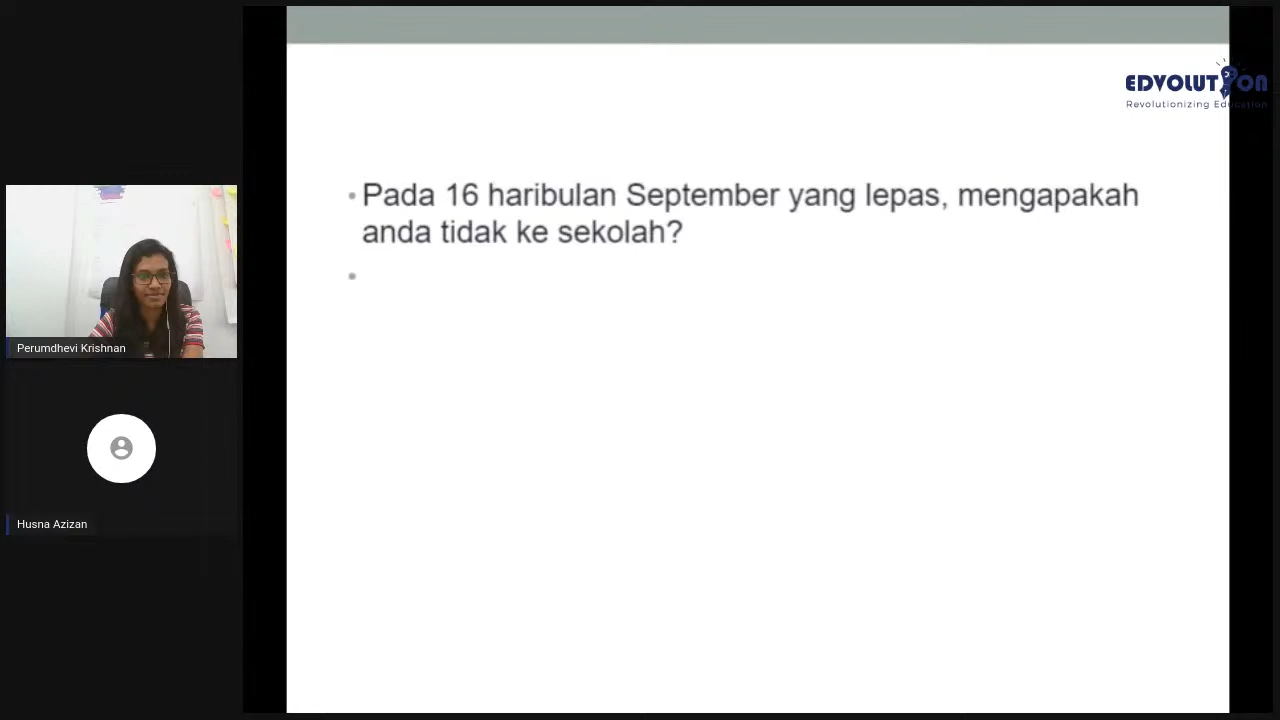 EDVOLUTION
Revolutionizing Education
• Pada 16 haribulan September yang lepas, mengapakah
anda tidak ke sekolah?
•
Perumdhevi Krishnan
Husna Azizan